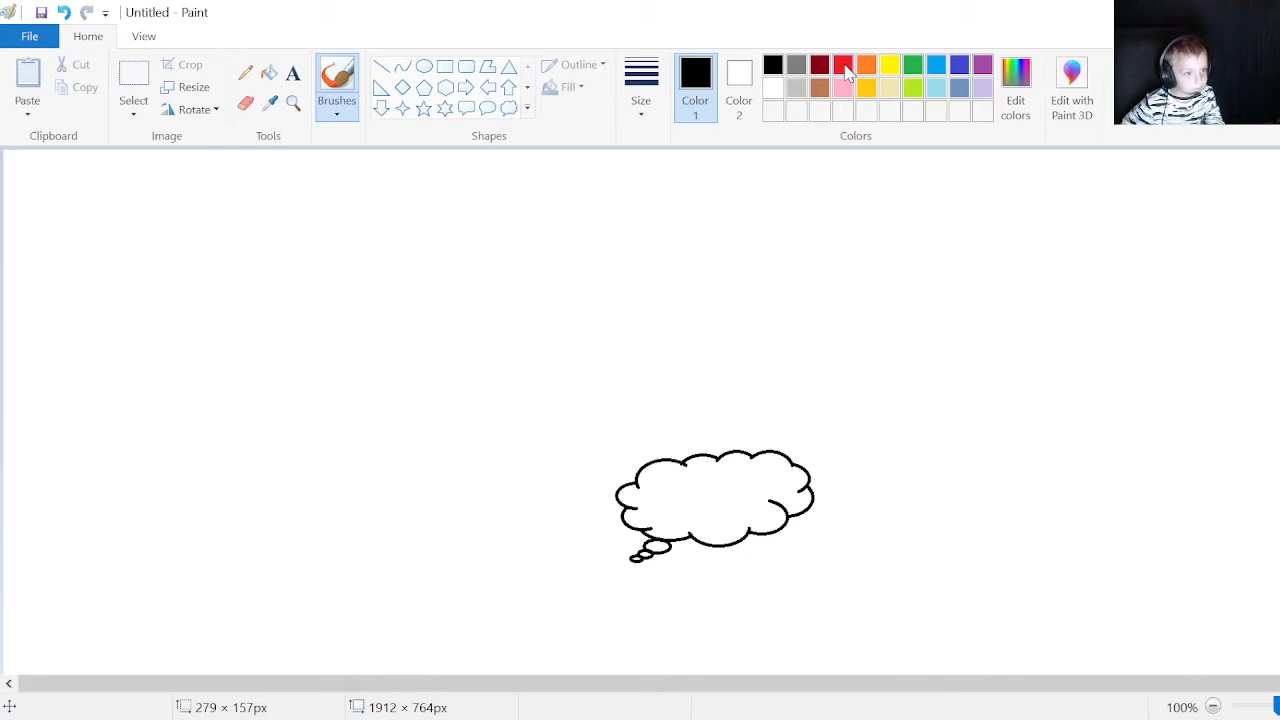 Untitled - Paint
File
Home
View
Paste
Cut
Copy
Clipboard
Select
Crop
Resize
Rotate
Image
A
Tools
Brushes
Shapes
Outline
Fill
Size
Color
1
Color
2
Colors
Edit
colors
Edit with
Paint 3D
279 × 157px
1912 × 764px
100%